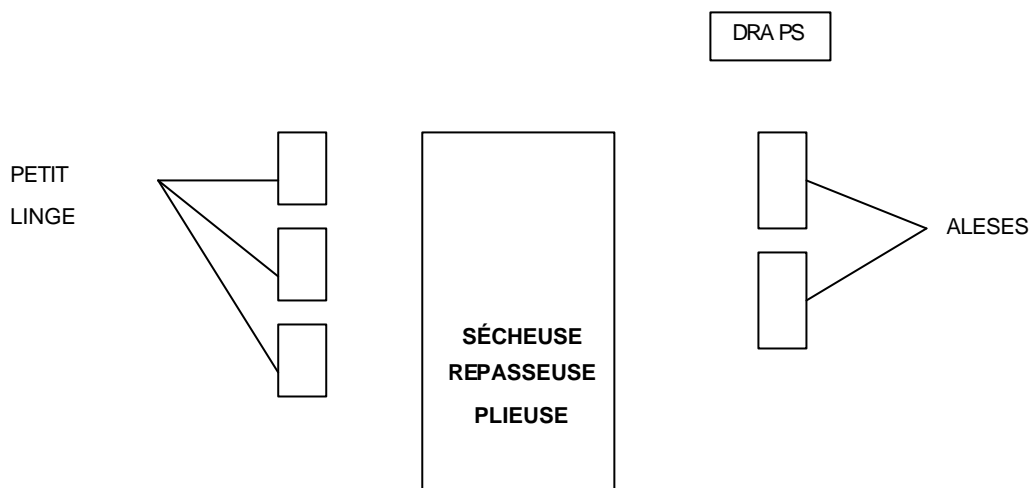 DRA PS
PETIT
LINGE
ALESES
SÉCHEUSE
REPASSEUSE
PLIEUSE